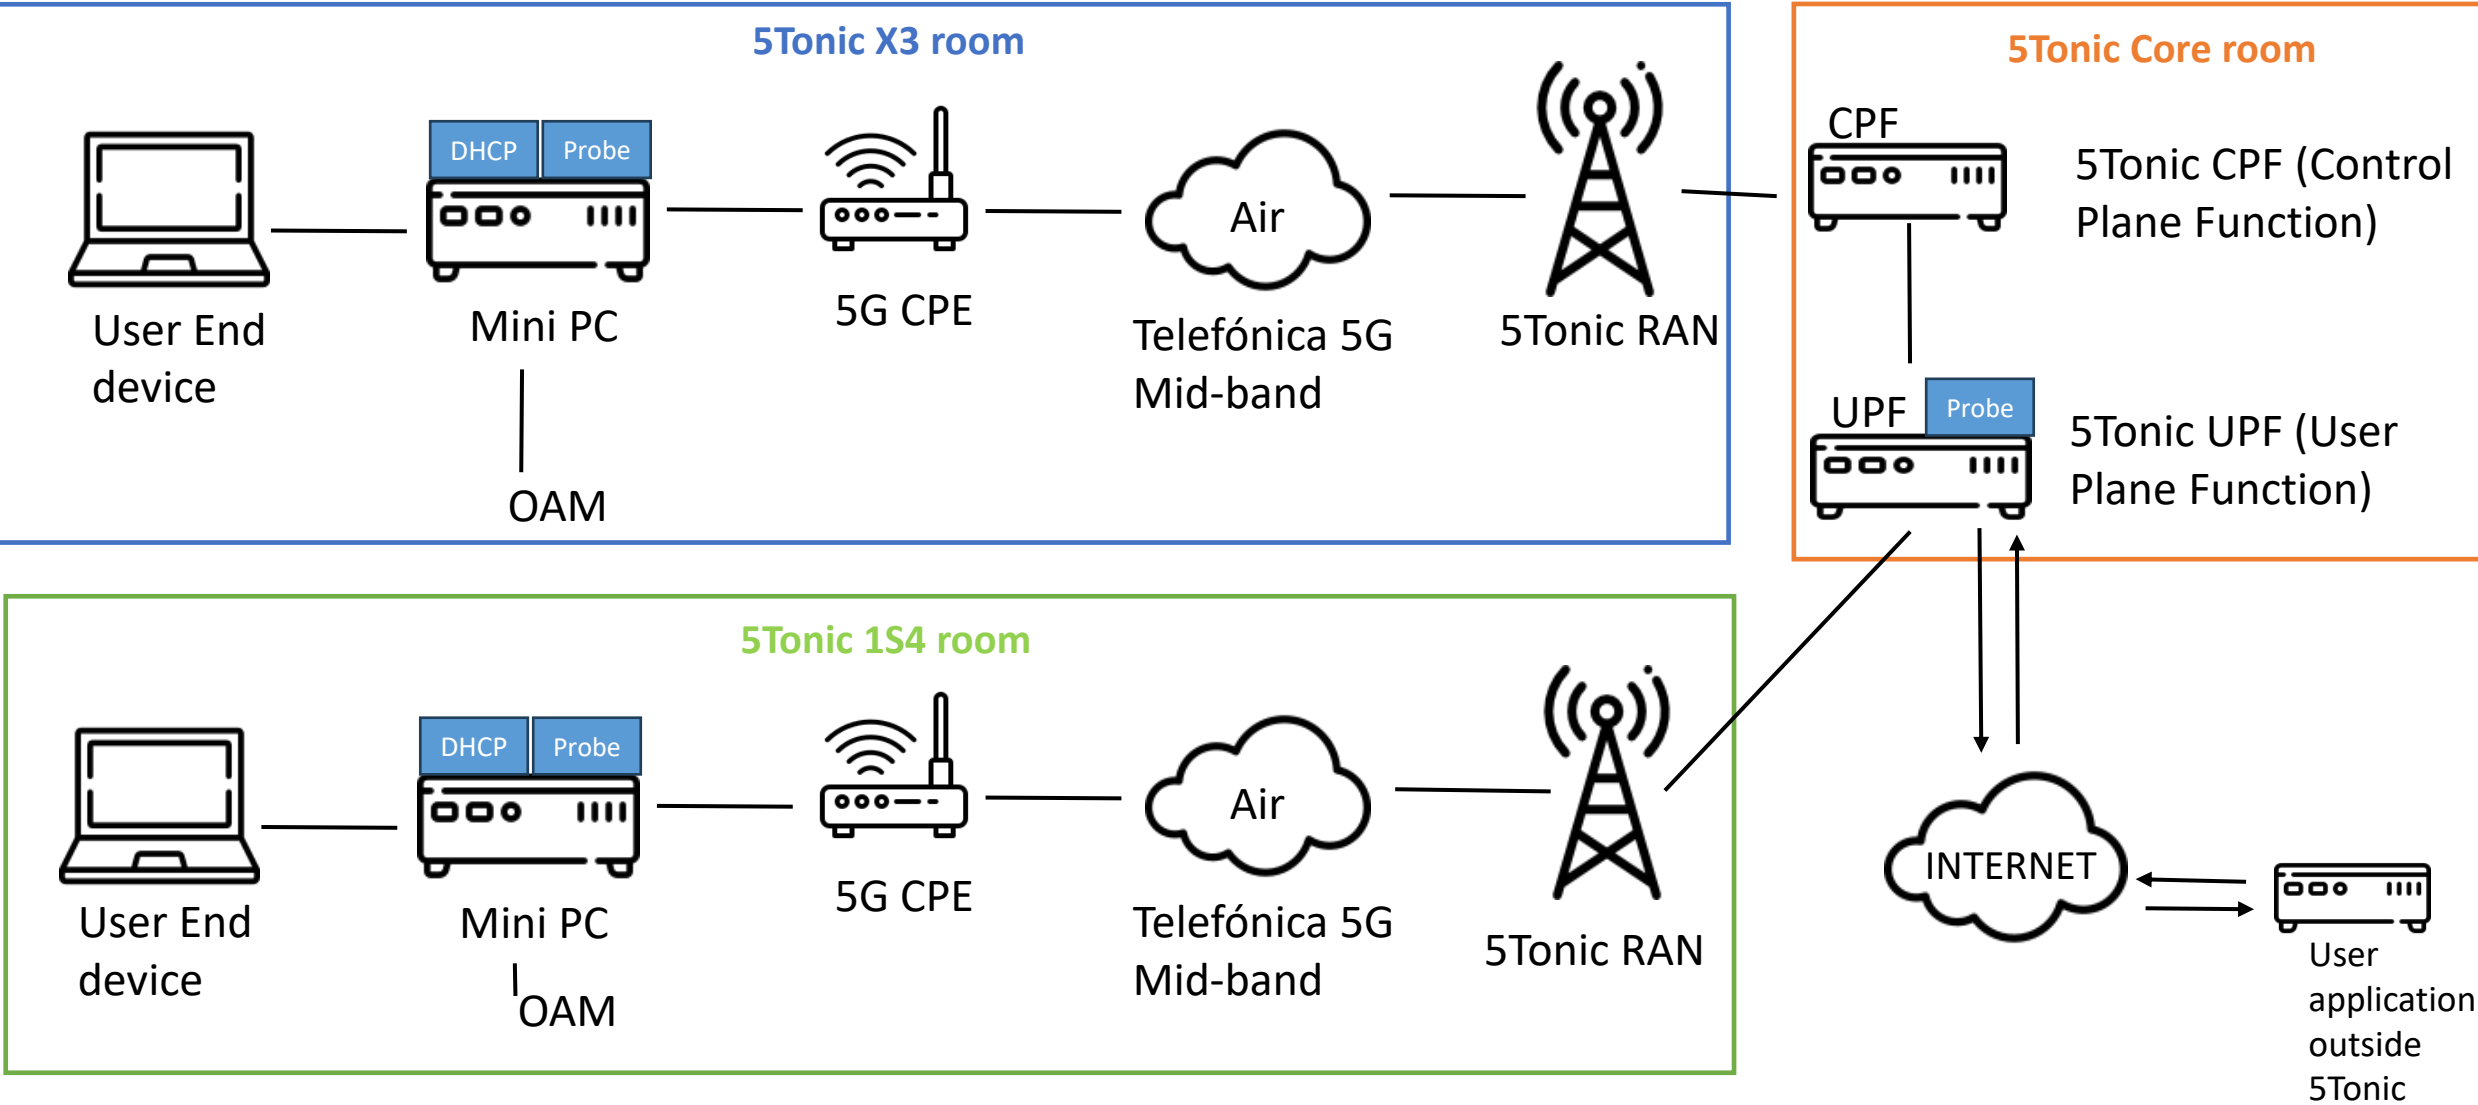 5Tonic X3 room
DHCP
Probe
User End
device
Mini PC
OAM
5G CPE
Air
Telefónica 5G
Mid-band
5Tonic RAN
5Tonic Core room
CPF
5Tonic CPF (Control
Plane Function)
UPF
Probe
5Tonic UPF (User
Plane Function)
5Tonic 1S4 room
DHCP
Probe
User End
device
Mini PC
OAM
5G CPE
Air
Telefónica 5G
Mid-band
5Tonic RAN
INTERNET
User
application
outside
5Tonic